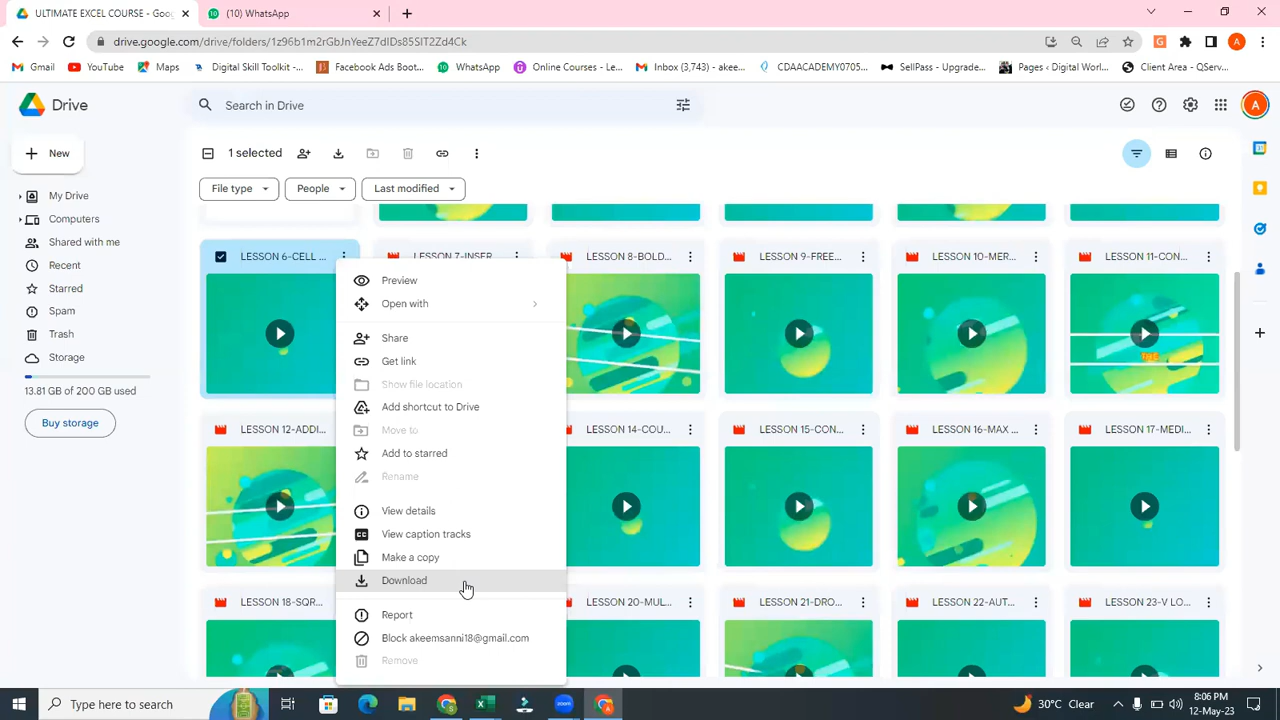 ULTIMATE EXCEL COURSE - Goo
(10) WhatsApp
drive.google.com/drive/folders/1z96b1m2rGbJnYeeZ7dIDs85SIT2Zd4Ck
Gmail YouTube Maps Digital Skill Toolkit -... Facebook Ads Boot... WhatsApp Online Courses - Le... Inbox (3,743) - akee... CDAACADEMY0705... SellPass - Upgrade... Pages ‹ Digital Worl... Client Area - QServ...
Drive
Search in Drive
A
New
1 selected
File type People Last modified
My Drive
Computers
Shared with me
Recent
Starred
Spam
Trash
Storage
13.81 GB of 200 GB used
Buy storage
LESSON 6-CELL ... LESSON 7-INSER... LESSON 8-BOLD... LESSON 9-FREE... LESSON 10-MER... LESSON 11-CON...
Preview
Open with
Share
Get link
Show file location
Add shortcut to Drive
Move to
Add to starred
Rename
View details
View caption tracks
Make a copy
Download
Report
Block akeemsanni18@gmail.com
Remove
LESSON 12-ADDI... LESSON 14-COU... LESSON 15-CON... LESSON 16-MAX ... LESSON 17-MEDI...
LESSON 18-SQR... LESSON 20-MUL... LESSON 21-DRO... LESSON 22-AUT... LESSON 23-V LO...
Type here to search
zoom
30°C Clear
8:06 PM
12-May-23